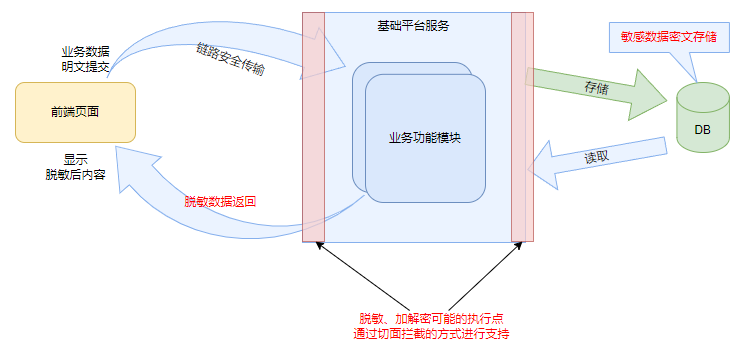 基础平台服务
敏感数据密文存储
业务数据
明文提交
链路安全传输
前端页面
业务功能模块
存储
DB
读取
显示
脱敏后内容
脱敏数据返回
脱敏、加解密可能的执行点
通过切面拦截的方式进行支持